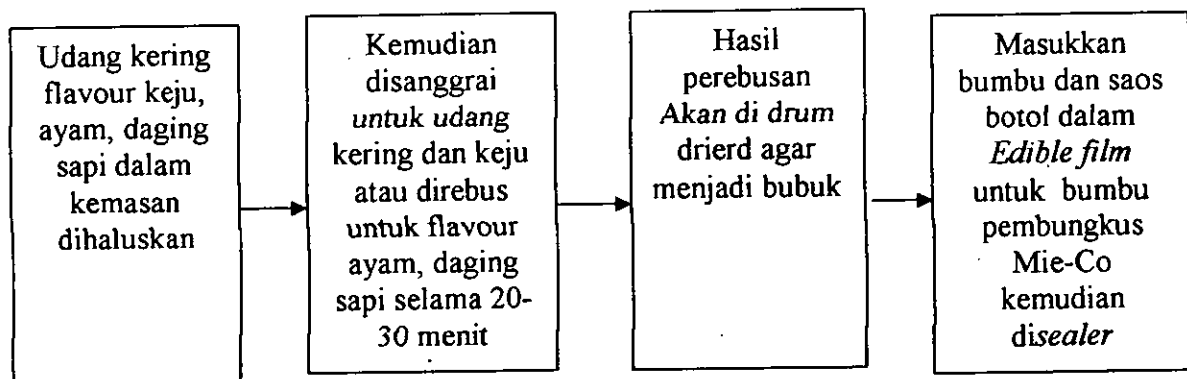 Udang kering
flavour keju,
ayam, daging
sapi dalam
kemasan
dihaluskan
Kemudian
disanggrai
untuk udang
kering dan keju
atau direbus
untuk flavour
ayam, daging
sapi selama 20-
30 menit
Hasil
perebusan
Akan di drum
drierd agar
menjadi bubuk
Masukkan
bumbu dan saos
botol dalam
Edible film
untuk bumbu
pembungkus
Mie-Co
kemudian
disealer